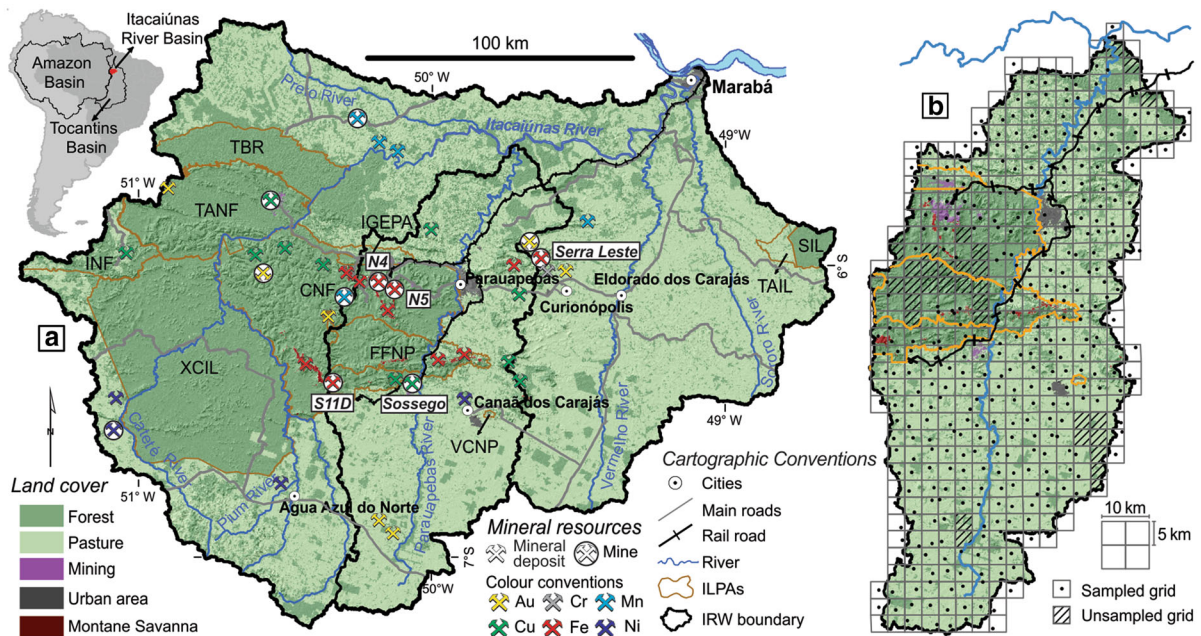 Itacaiúnas
River Basin
Amazon
Basin
Tocantins
Basin
100 km
50° W
Marabá
Preto River
Itacaiúnas River
49° W
TBR
51° W
TANF
IGEPA
INF
N4
Serra Leste
SIL
6° S
CNF
N5
Parauapebas
Eldorado dos Carajás
TAIL
Curionópolis
a
XCIL
FFNP
S11D
Sossego
Canaã dos Carajás
VCNP
49° W
Sororo River
Vermelho River
Parauapebas River
Cateté River
Pium River
51° W
Água Azul do Norte
7° S
50° W
N
Land cover
Forest
Pasture
Mining
Urban area
Montane Savanna
Mineral resources
Mineral
deposit
Mine
Colour conventions
Au
Cr
Mn
Cu
Fe
Ni
Cartographic Conventions
Cities
Main roads
Rail road
River
ILPAs
IRW boundary
b
10 km
5 km
Sampled grid
Unsampled grid